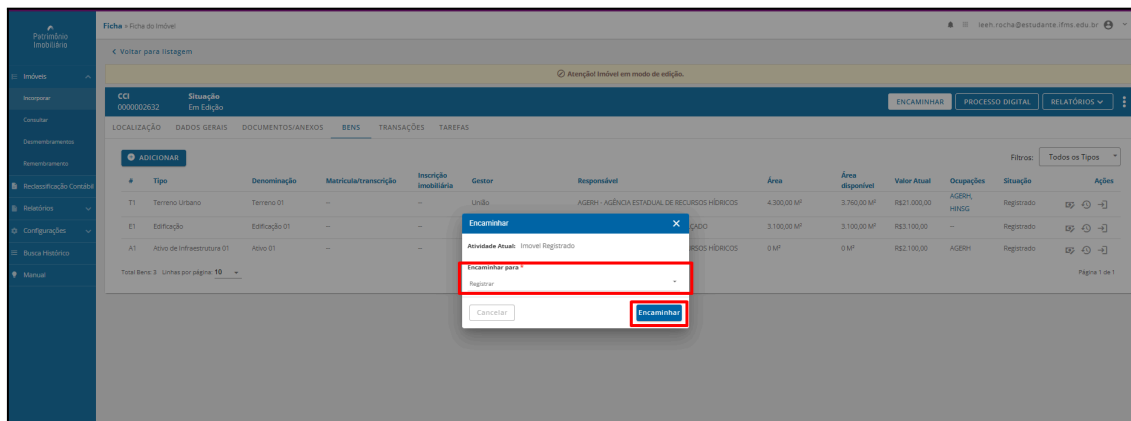 Patrimônio
Imobiliário
Ficha > Ficha do Imóvel
leeh.rocha@estudante.ifms.edu.br
Voltar para listagem
Imóveis
Incorporar
Consultar
Desmembramentos
Remembramento
Reclassificação Contábil
Relatórios
Configurações
Busca Histórico
Manual
Atenção! Imóvel em modo de edição.
CCI
0000002632
Situação
Em Edição
ENCAMINHAR
PROCESSO DIGITAL
RELATÓRIOS
LOCALIZAÇÃO DADOS GERAIS DOCUMENTOS/ANEXOS BENS TRANSAÇÕES TAREFAS
ADICIONAR
Filtros: Todos os Tipos
# Tipo Denominação Matrícula/transcrição Inscrição imobiliária Gestor Responsável Área Área disponível Valor Atual Ocupações Situação Ações
T1 Terreno Urbano Terreno 01 -- -- União AGERH - AGÊNCIA ESTADUAL DE RECURSOS HÍDRICOS 4.300,00 M² 3.760,00 M² R$21.000,00 AGERH, HINSG Registrado
E1 Edificação Edificação 01 -- -- ÇADO 3.100,00 M² 3.100,00 M² R$3.100,00 -- Registrado
A1 Ativo de Infraestrutura 01 Ativo 01 -- -- RSOS HÍDRICOS 0 M² 0 M² R$2.100,00 AGERH Registrado
Total Bens: 3 Linhas por página: 10
Página 1 de 1
Encaminhar
Atividade Atual: Imovel Registrado
Encaminhar para *
Registrar
Cancelar
Encaminhar